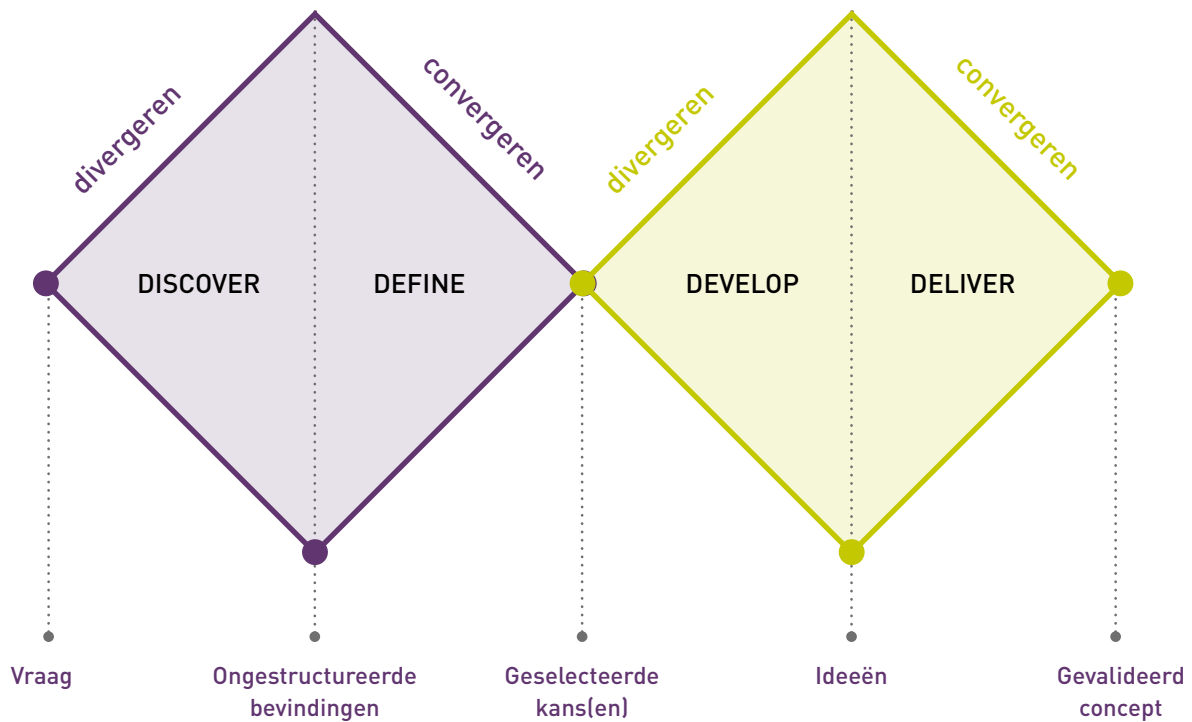 divergeren
convergeren
divergeren
convergeren
DISCOVER
DEFINE
DEVELOP
DELIVER
Vraag
Ongestructureerde
bevindingen
Geselecteerde
kans(en)
Ideeën
Gevalideerd
concept